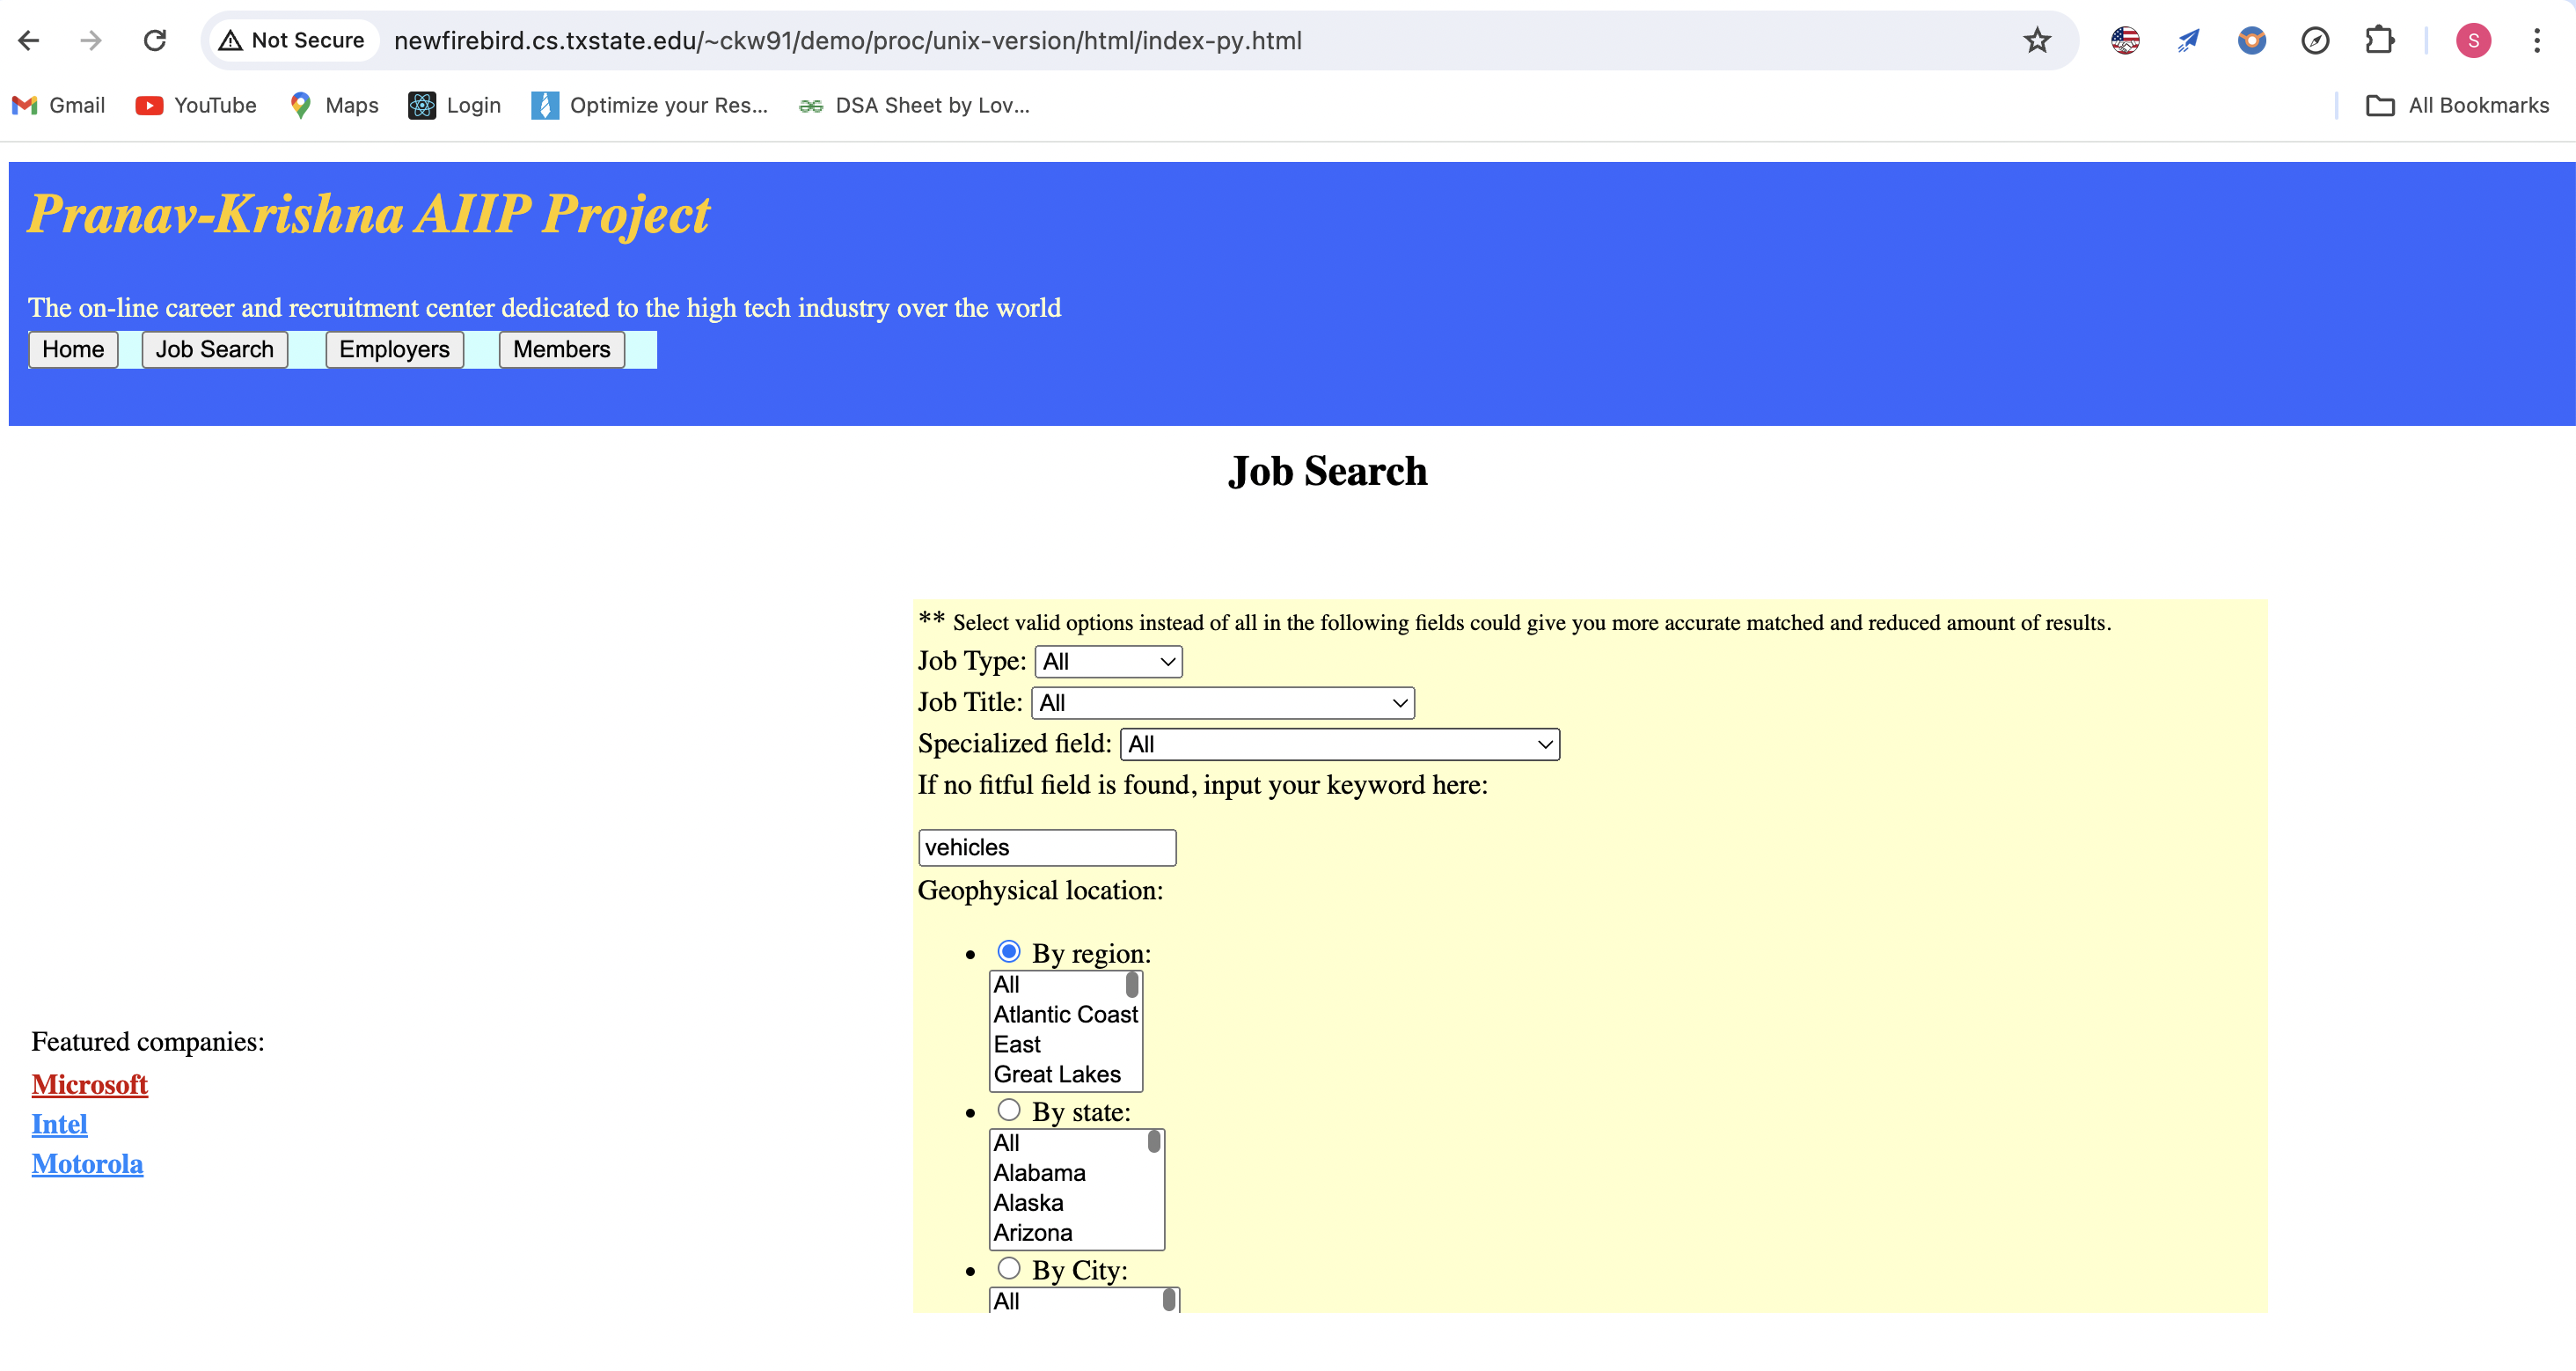 Not Secure newfirebird.cs.txstate.edu/~ckw91/demo/proc/unix-version/html/index-py.html S
Gmail YouTube Maps Login Optimize your Res... DSA Sheet by Lov... All Bookmarks
Pranav-Krishna AIIP Project
The on-line career and recruitment center dedicated to the high tech industry over the world
Home Job Search Employers Members
Job Search
** Select valid options instead of all in the following fields could give you more accurate matched and reduced amount of results.
Job Type: All
Job Title: All
Specialized field: All
If no fitful field is found, input your keyword here:
vehicles
Geophysical location:
By region:
All
Atlantic Coast
East
Great Lakes
By state:
All
Alabama
Alaska
Arizona
By City:
All
Featured companies:
Microsoft
Intel
Motorola